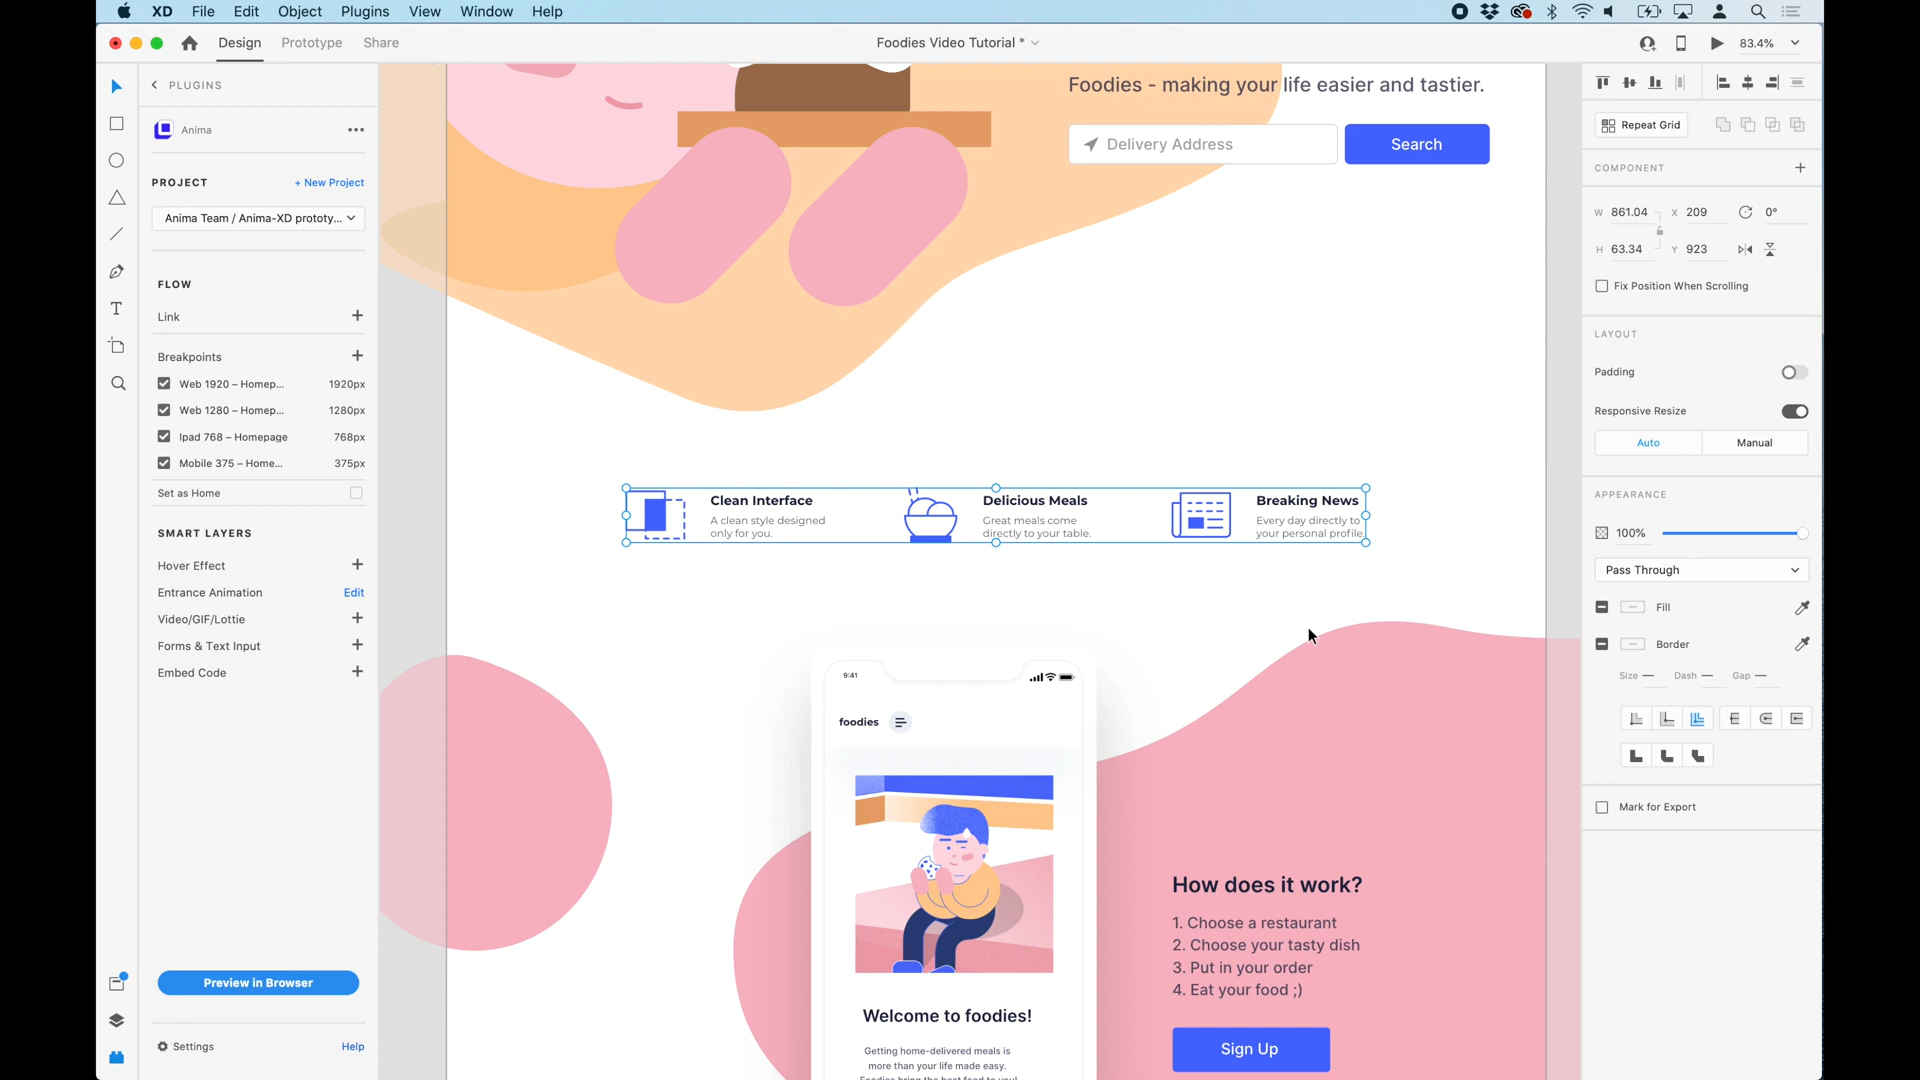 XD File Edit Object Plugins View Window Help
Design Prototype Share
Foodies Video Tutorial *
83.4%
PLUGINS
Anima
PROJECT
+ New Project
Anima Team / Anima-XD prototy...
FLOW
Link
Breakpoints
Web 1920 – Homep... 1920px
Web 1280 – Homep... 1280px
Ipad 768 – Homepage 768px
Mobile 375 – Home... 375px
Set as Home
SMART LAYERS
Hover Effect
Entrance Animation Edit
Video/GIF/Lottie
Forms & Text Input
Embed Code
Preview in Browser
Settings Help
Foodies - making your life easier and tastier.
Delivery Address
Search
Clean Interface
A clean style designed
only for you.
Delicious Meals
Great meals come
directly to your table.
Breaking News
Every day directly to
your personal profile.
9:41
foodies
Welcome to foodies!
Getting home-delivered meals is
more than your life made easy.
Foodies bring the best food to you!
How does it work?
1. Choose a restaurant
2. Choose your tasty dish
3. Put in your order
4. Eat your food ;)
Sign Up
Repeat Grid
COMPONENT
W 861.04 X 209 0°
H 63.34 Y 923
Fix Position When Scrolling
LAYOUT
Padding
Responsive Resize
Auto Manual
APPEARANCE
100%
Pass Through
Fill
Border
Size Dash Gap
Mark for Export